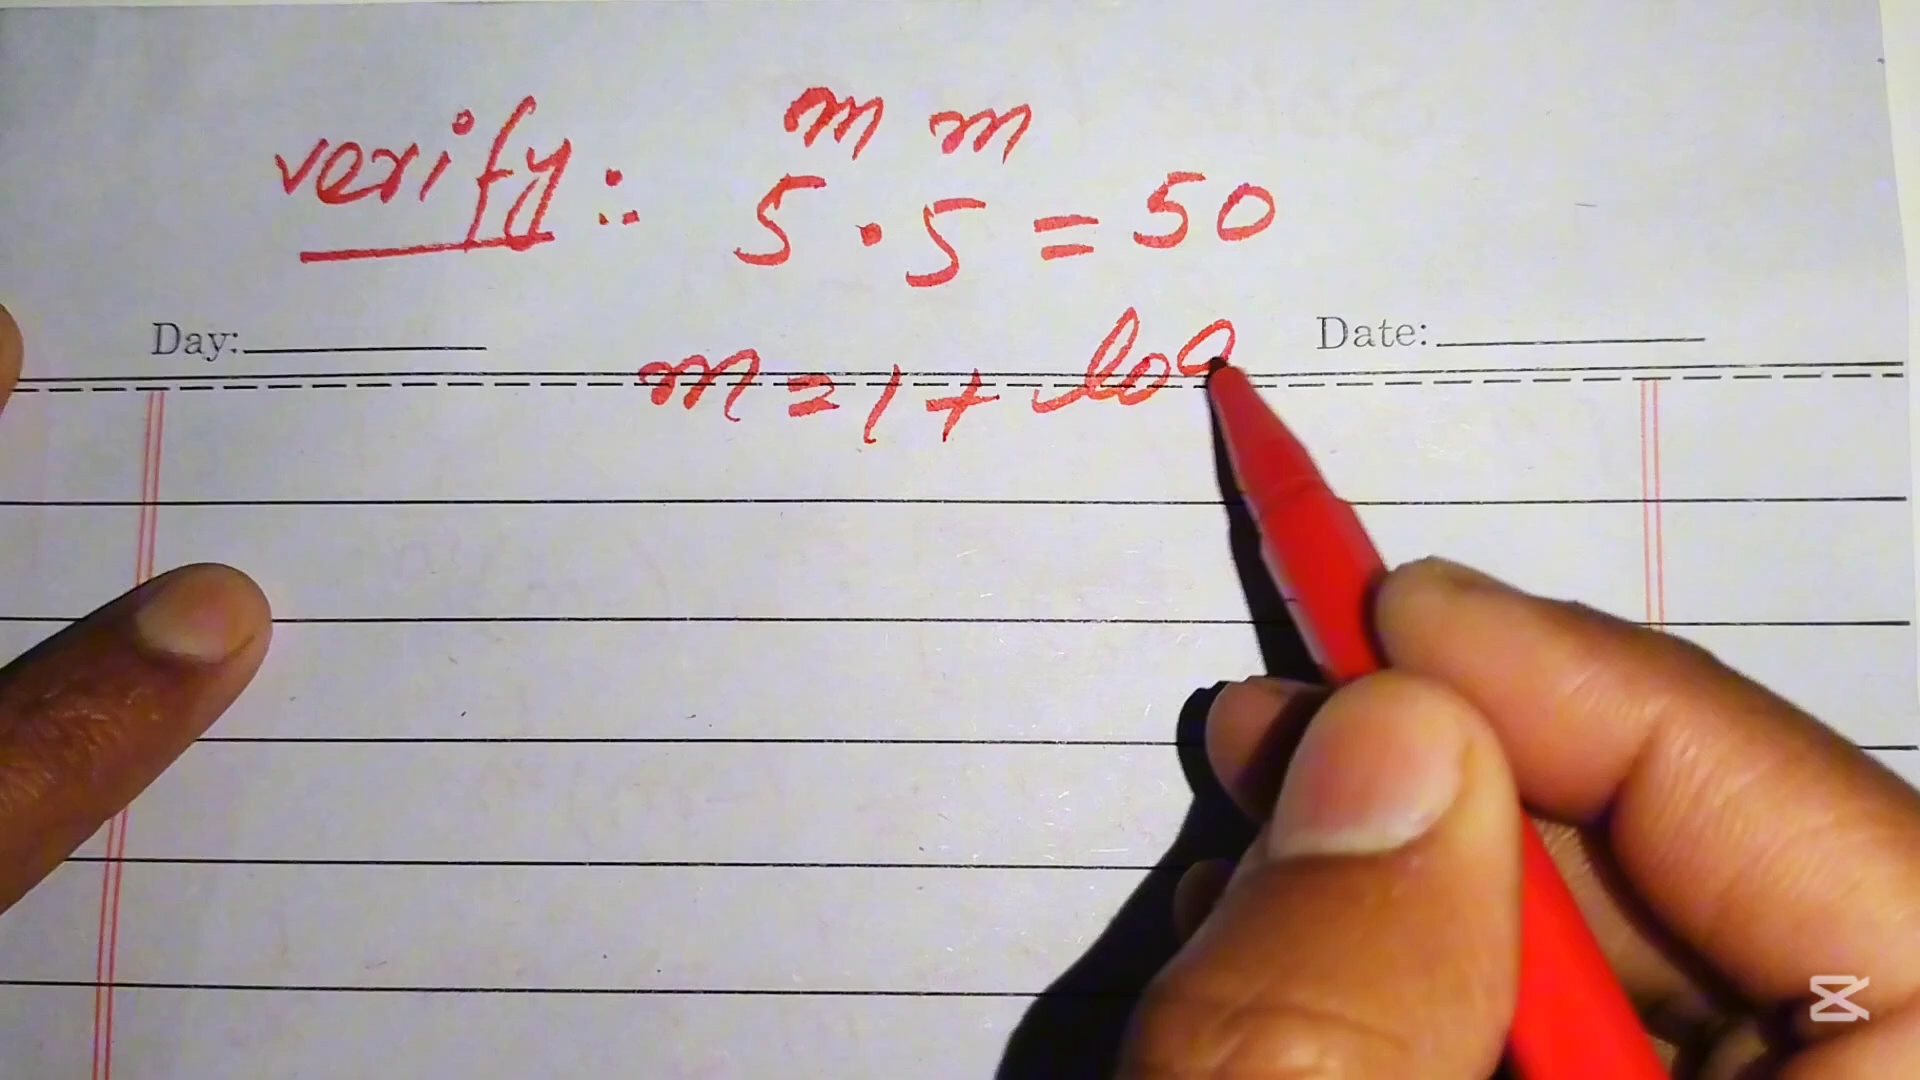 verify: 5^m · 5^m = 50
Day: Date:
m = 1 + log